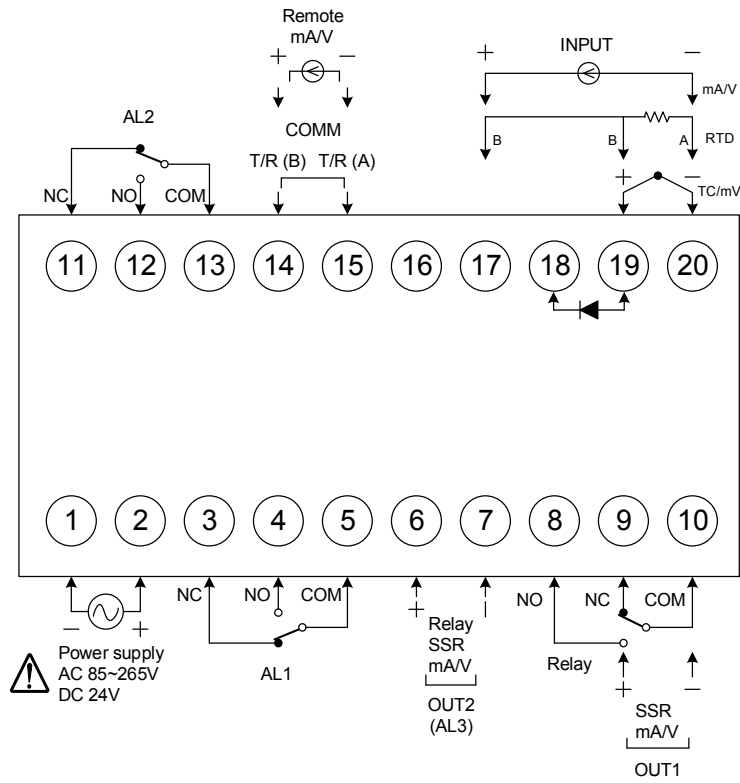 Remote
mA/V
+ −
+ INPUT −
mA/V
AL2
COMM
B B A RTD
T/R (B) T/R (A)
+ −
TC/mV
NC NO COM
11 12 13 14 15 16 17 18 19 20
1 2 3 4 5 6 7 8 9 10
− +
NC NO COM
+ −
NO NC COM
Power supply
AC 85~265V
DC 24V
AL1
Relay
SSR
mA/V
OUT2
(AL3)
Relay
+ −
SSR
mA/V
OUT1